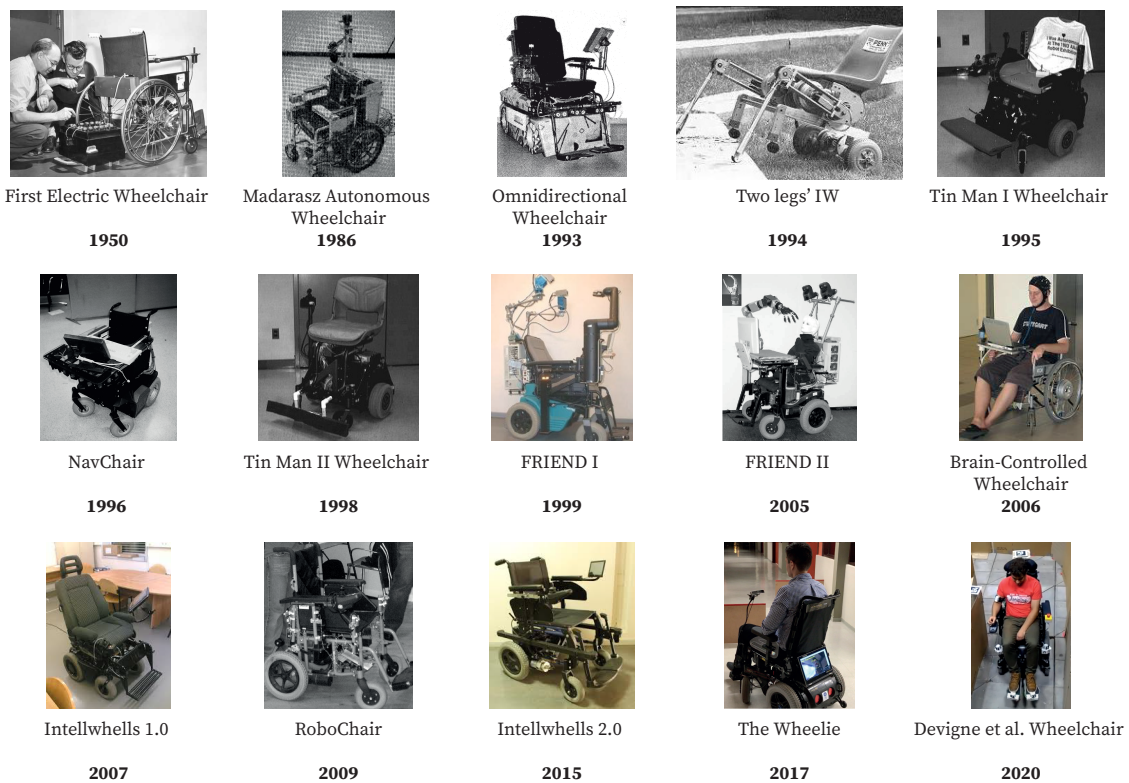 First Electric Wheelchair
1950
Madarasz Autonomous
Wheelchair
1986
Omnidirectional
Wheelchair
1993
Two legs' IW
1994
Tin Man I Wheelchair
1995
NavChair
1996
Tin Man II Wheelchair
1998
FRIEND I
1999
FRIEND II
2005
Brain-Controlled
Wheelchair
2006
Intellwhells 1.0
2007
RoboChair
2009
Intellwhells 2.0
2015
The Wheelie
2017
Devigne et al. Wheelchair
2020